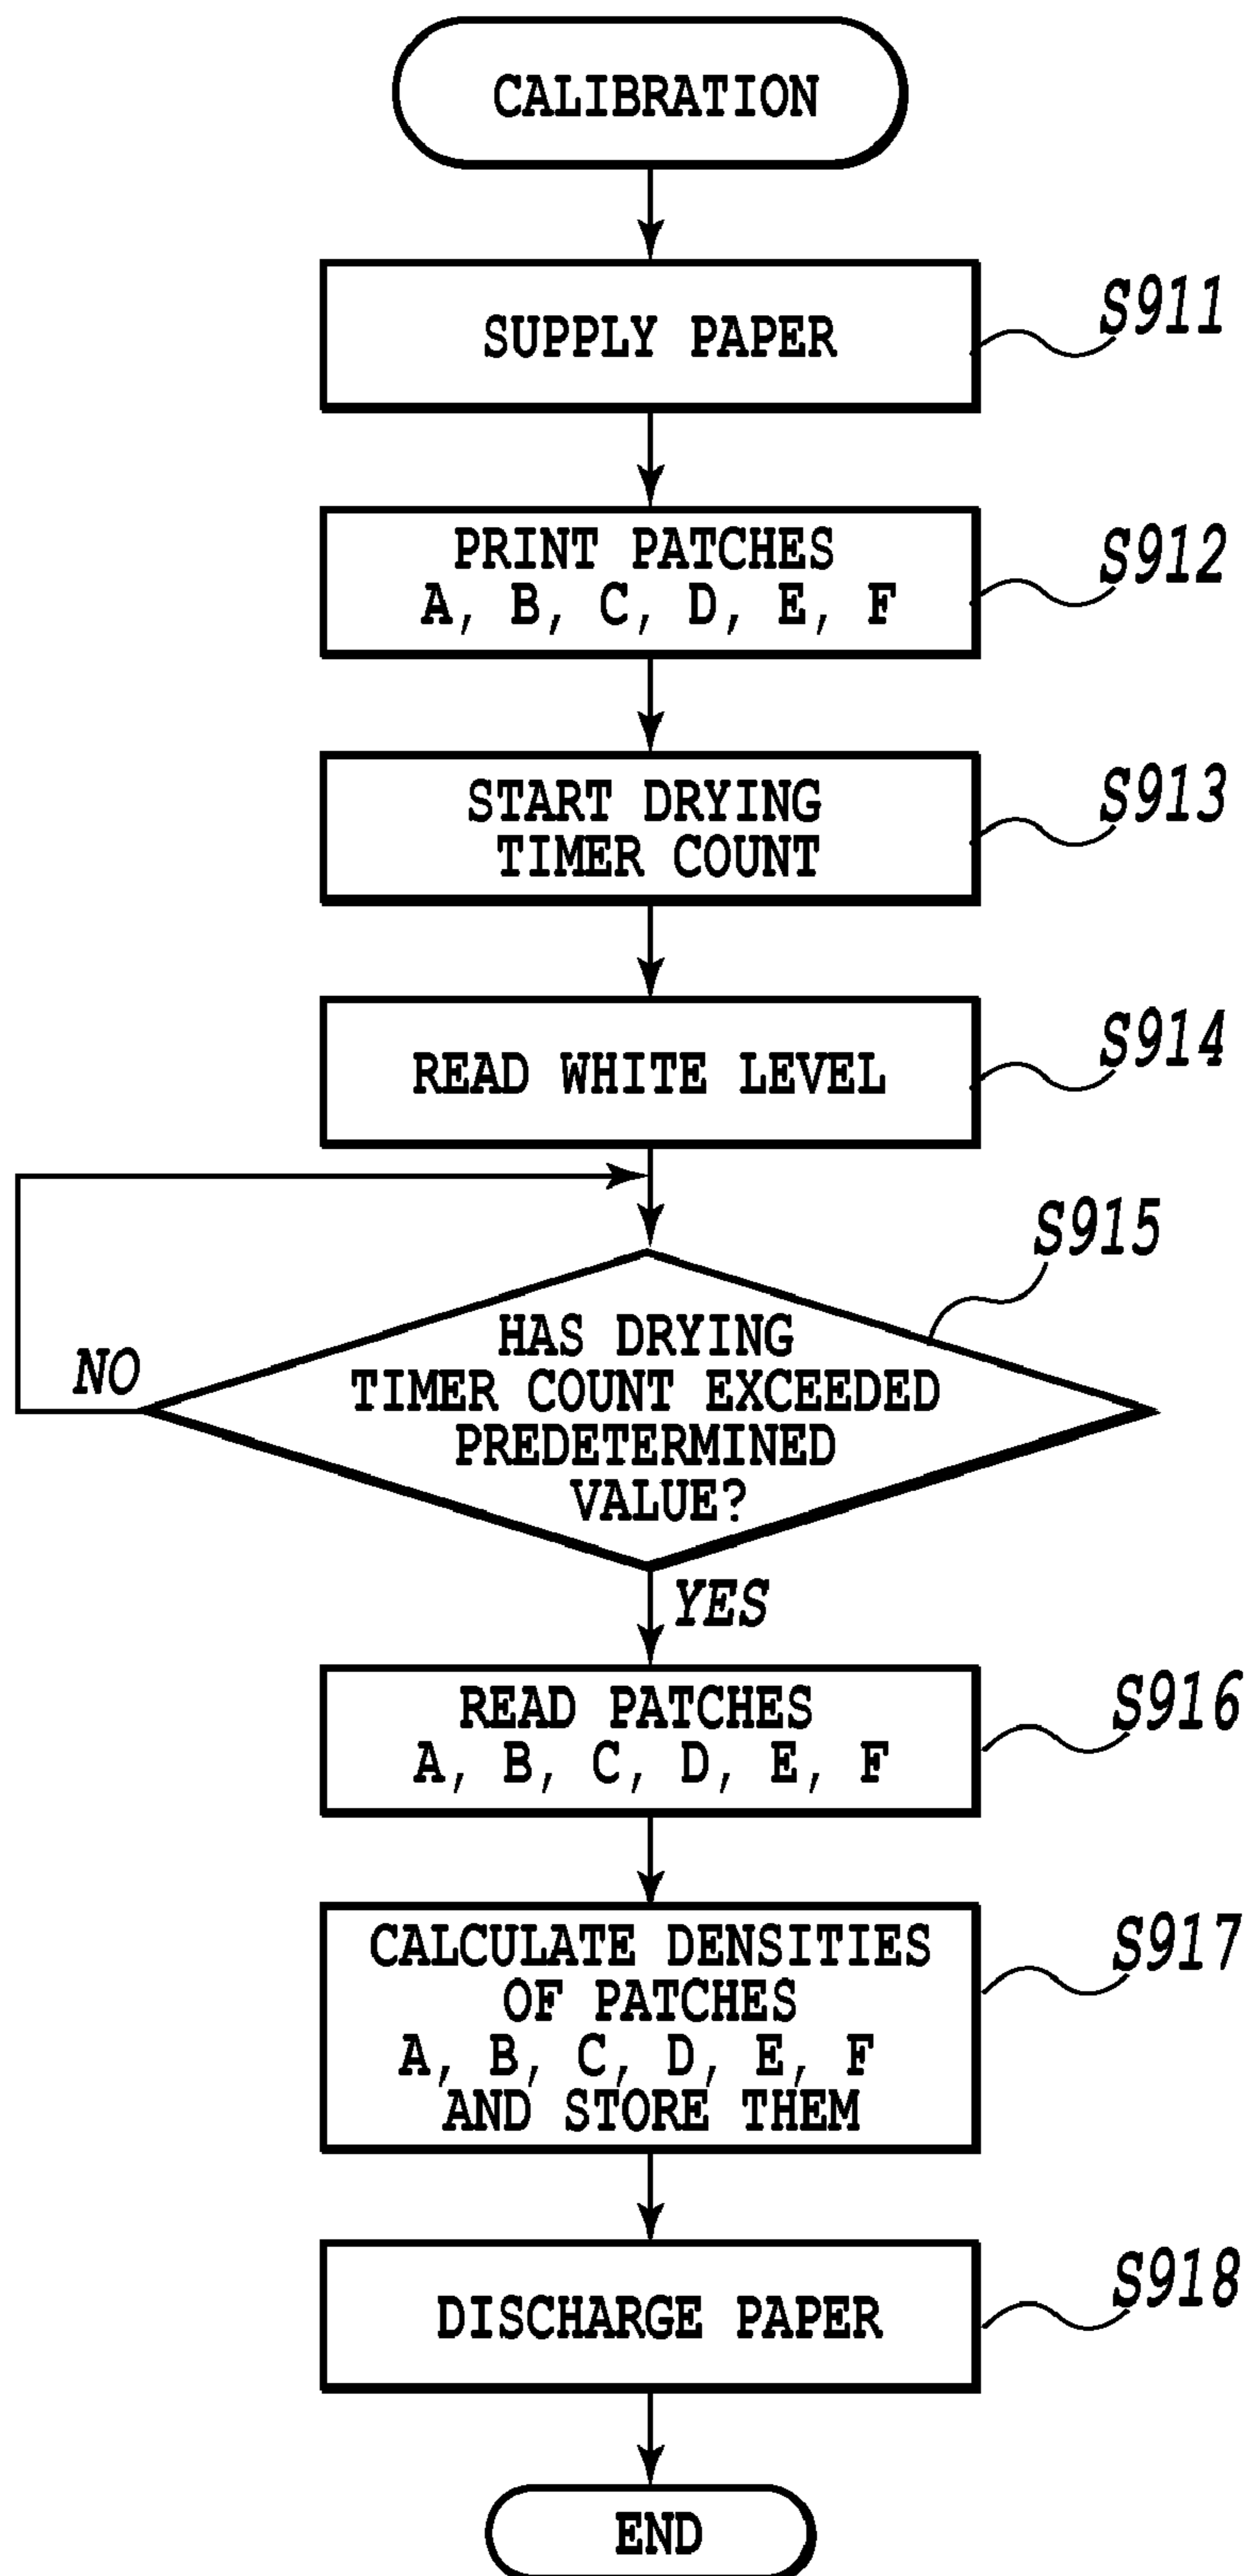 CALIBRATION
SUPPLY PAPER
S911
PRINT PATCHES
A, B, C, D, E, F
S912
START DRYING
TIMER COUNT
S913
READ WHITE LEVEL
S914
S915
HAS DRYING
TIMER COUNT EXCEEDED
PREDETERMINED
VALUE?
NO
YES
READ PATCHES
A, B, C, D, E, F
S916
CALCULATE DENSITIES
OF PATCHES
A, B, C, D, E, F
AND STORE THEM
S917
DISCHARGE PAPER
S918
END